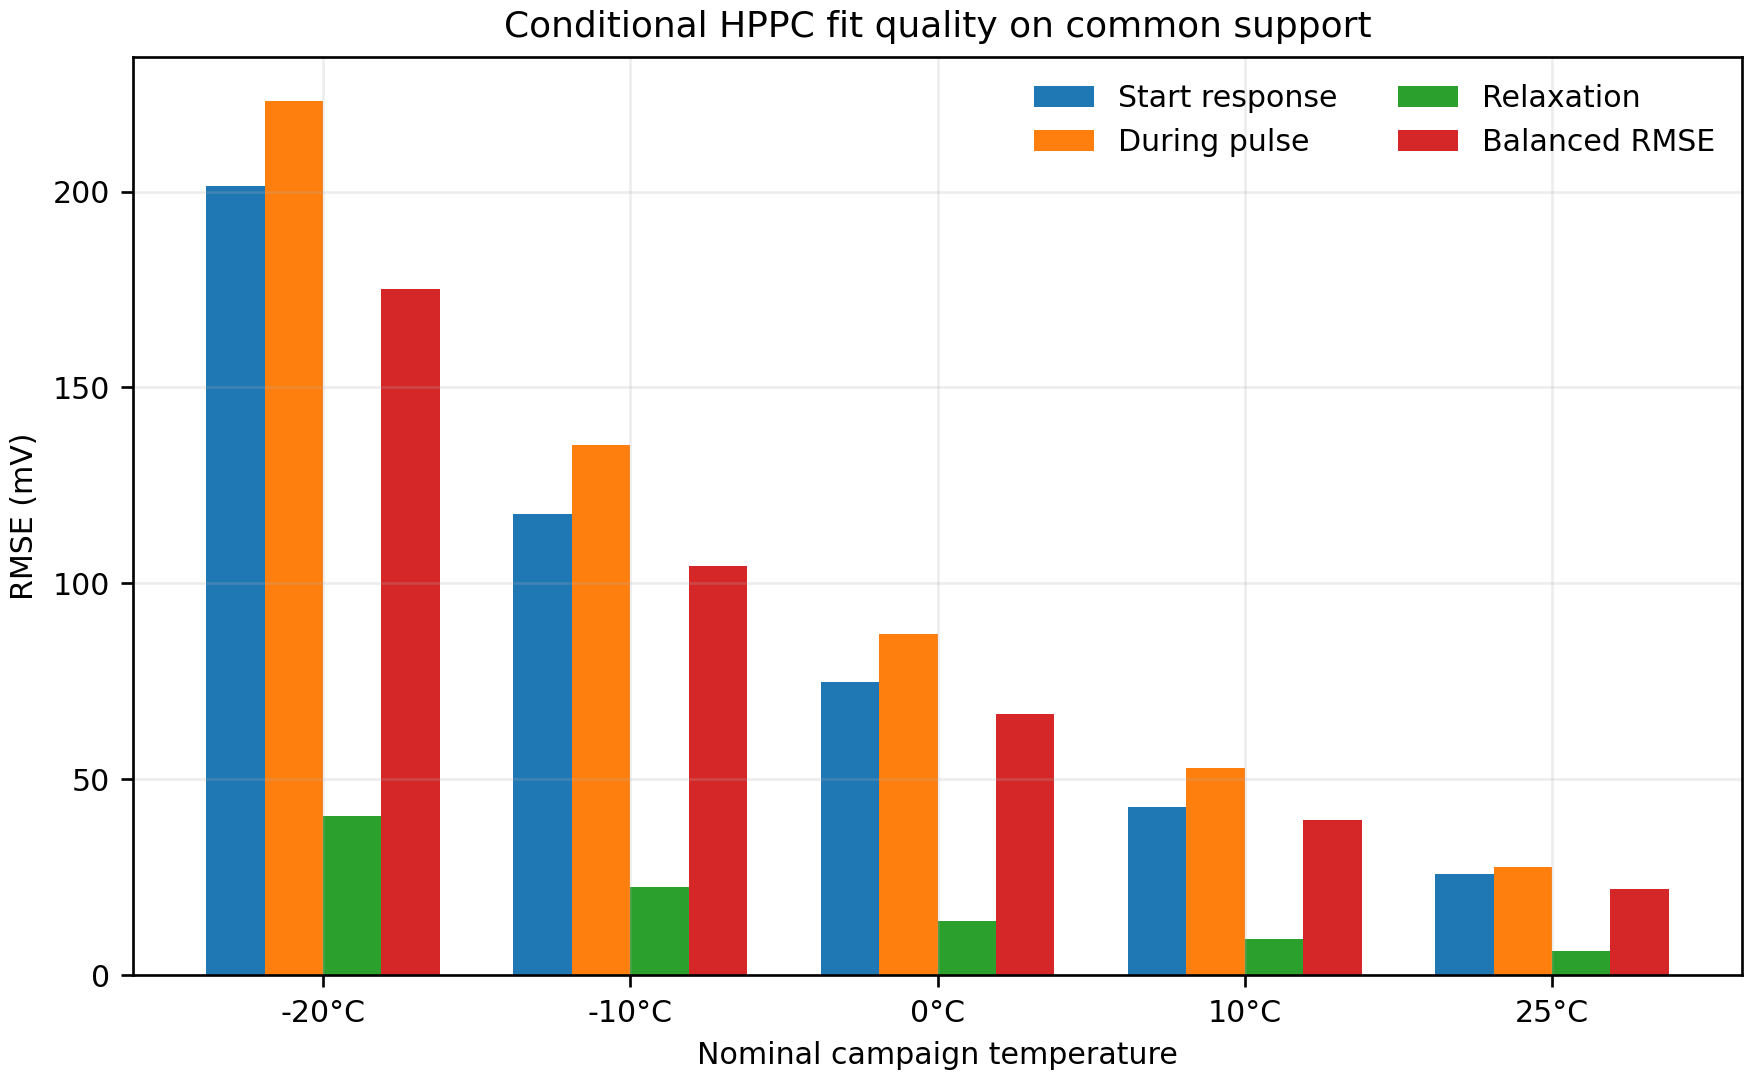 Conditional HPPC fit quality on common support
Start response
During pulse
Relaxation
Balanced RMSE
RMSE (mV)
200
150
100
50
0
-20°C
-10°C
0°C
10°C
25°C
Nominal campaign temperature